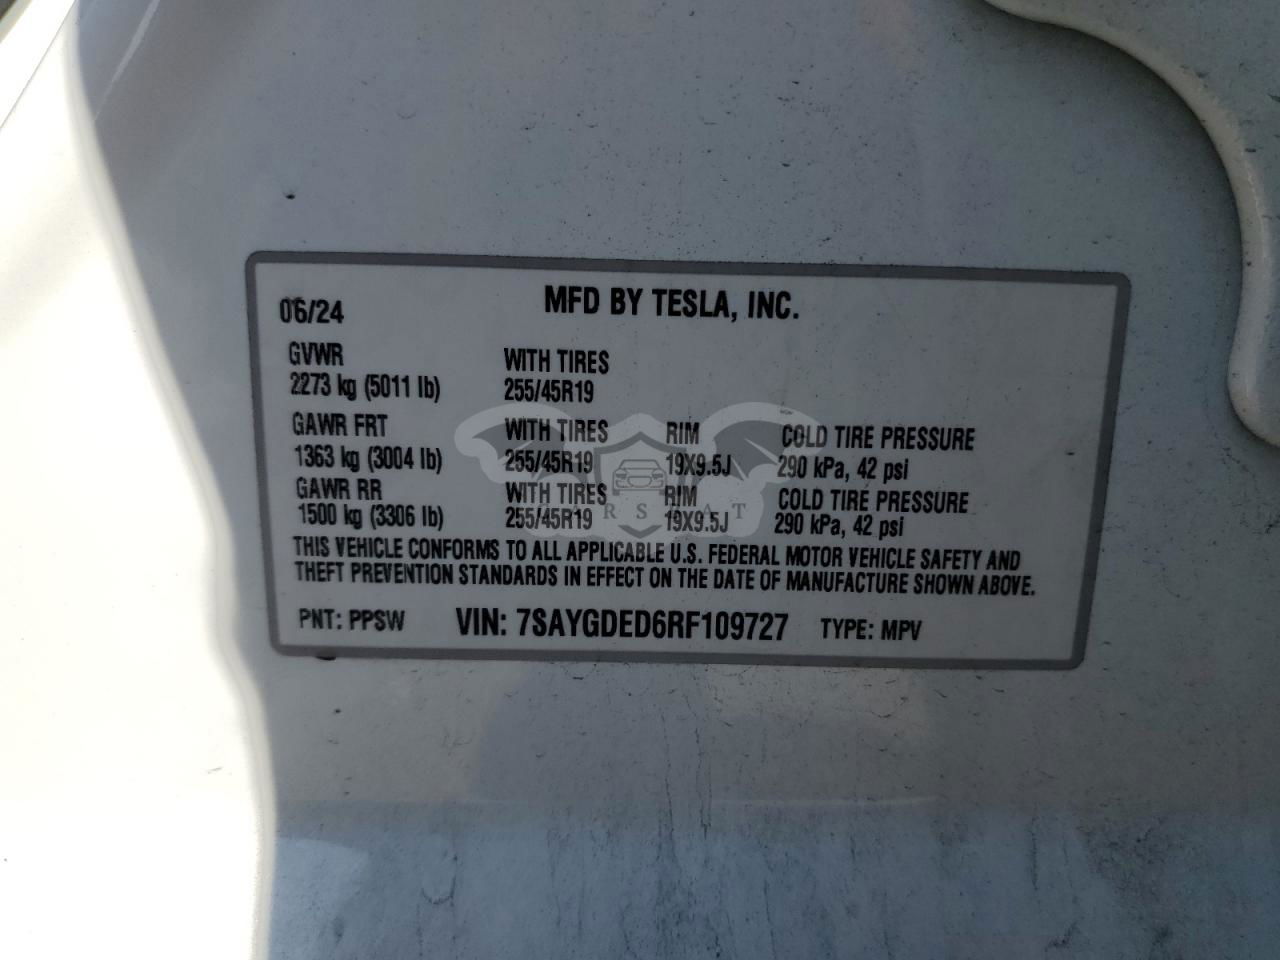 06/24 MFD BY TESLA, INC.
GVWR WITH TIRES
2273 kg (5011 lb) 255/45R19
GAWR FRT WITH TIRES RIM COLD TIRE PRESSURE
1363 kg (3004 lb) 255/45R19 19X9.5J 290 kPa, 42 psi
GAWR RR WITH TIRES RIM COLD TIRE PRESSURE
1500 kg (3306 lb) 255/45R19 19X9.5J 290 kPa, 42 psi
THIS VEHICLE CONFORMS TO ALL APPLICABLE U.S. FEDERAL MOTOR VEHICLE SAFETY AND
THEFT PREVENTION STANDARDS IN EFFECT ON THE DATE OF MANUFACTURE SHOWN ABOVE.
PNT: PPSW VIN: 7SAYGDED6RF109727 TYPE: MPV